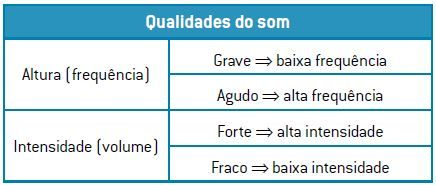 Qualidades do som
Altura (frequência)
Grave ⇒ baixa frequência
Agudo ⇒ alta frequência
Intensidade (volume)
Forte ⇒ alta intensidade
Fraco ⇒ baixa intensidade